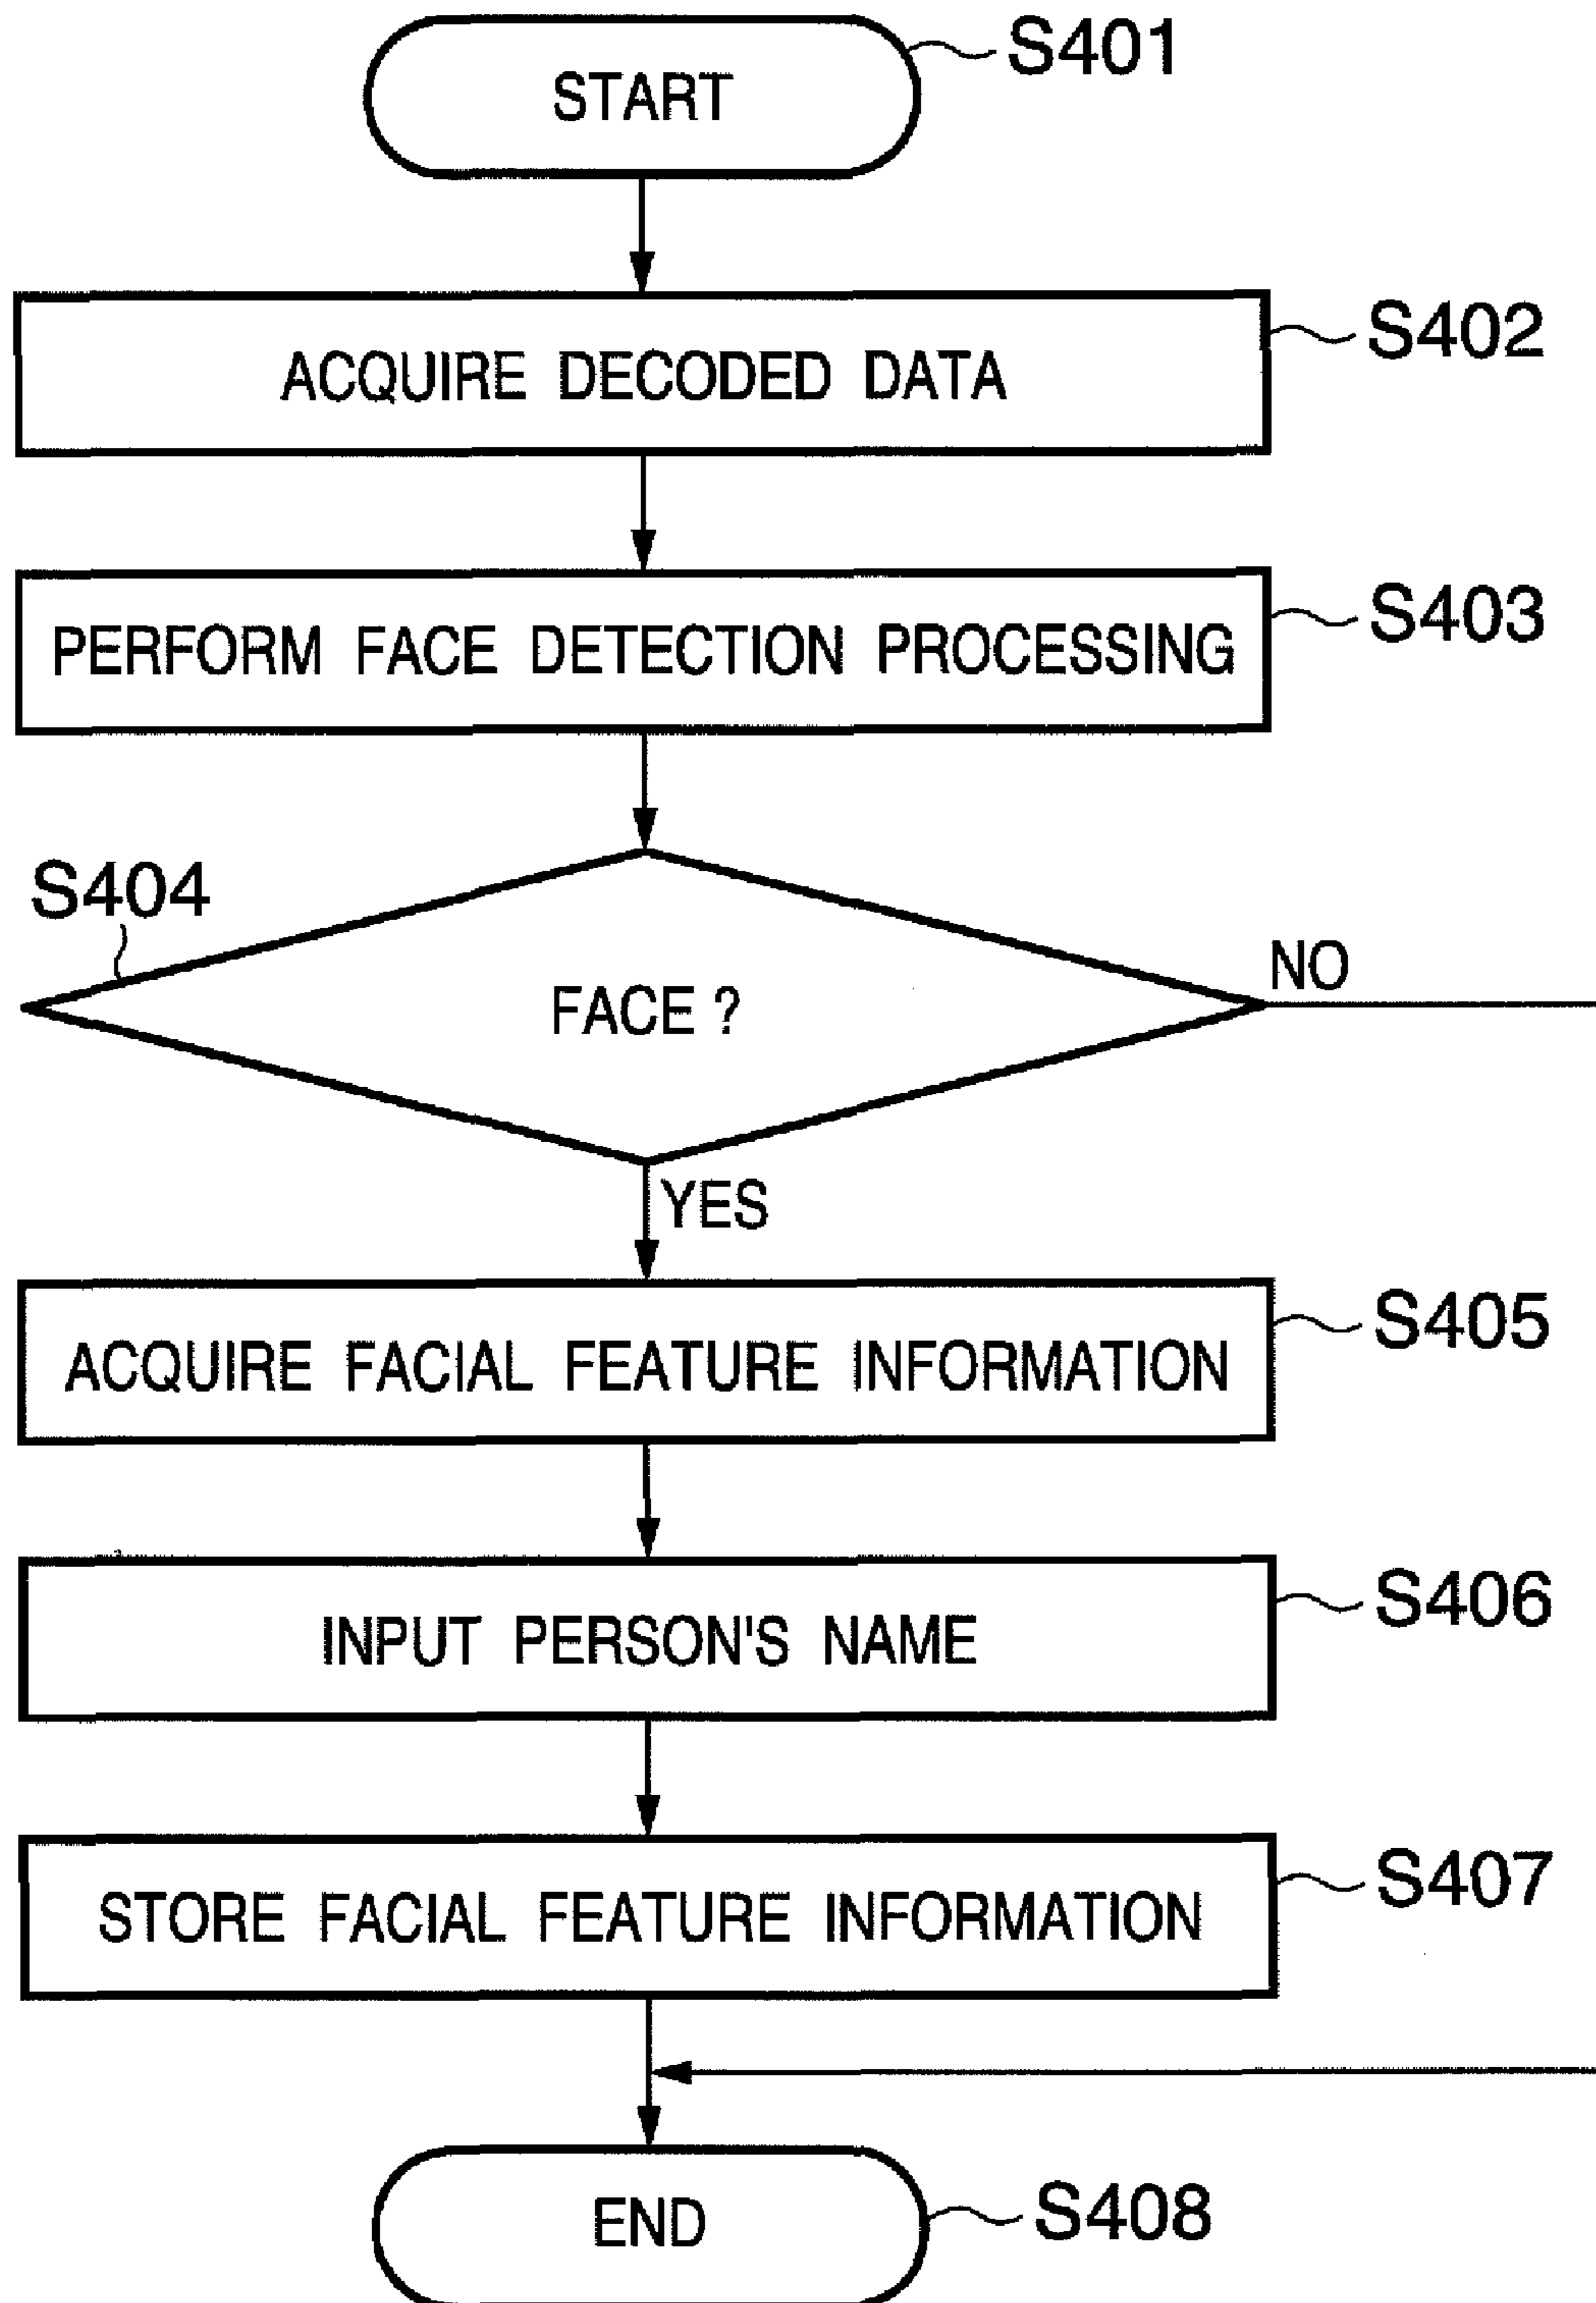 START
S401
ACQUIRE DECODED DATA
S402
PERFORM FACE DETECTION PROCESSING
S403
S404
FACE ?
NO
YES
ACQUIRE FACIAL FEATURE INFORMATION
S405
INPUT PERSON'S NAME
S406
STORE FACIAL FEATURE INFORMATION
S407
END
S408